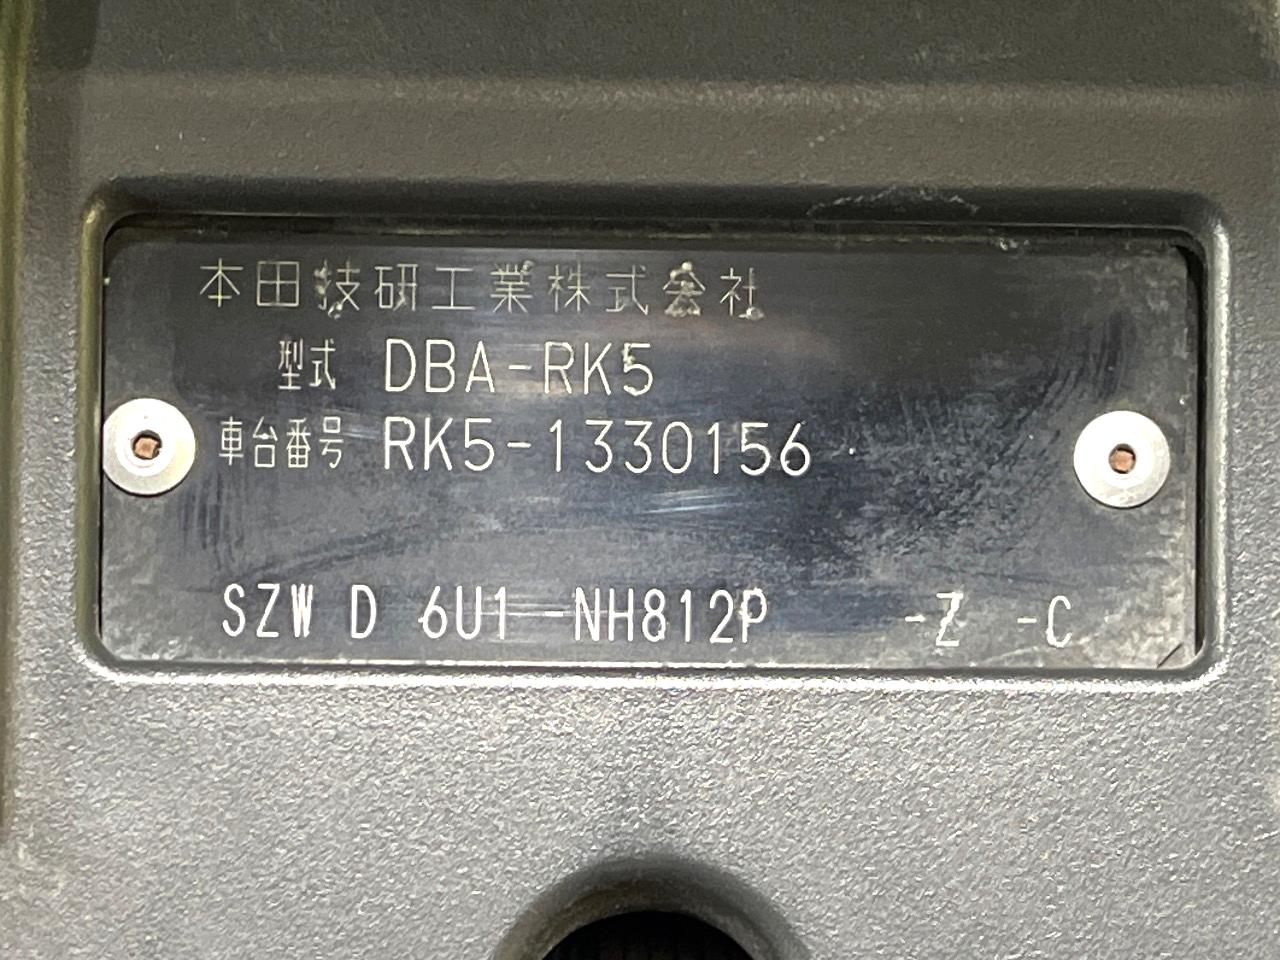 本田技研工業株式会社
型式 DBA-RK5
車台番号 RK5-1330156
SZW D 6U1-NH812P -Z -C